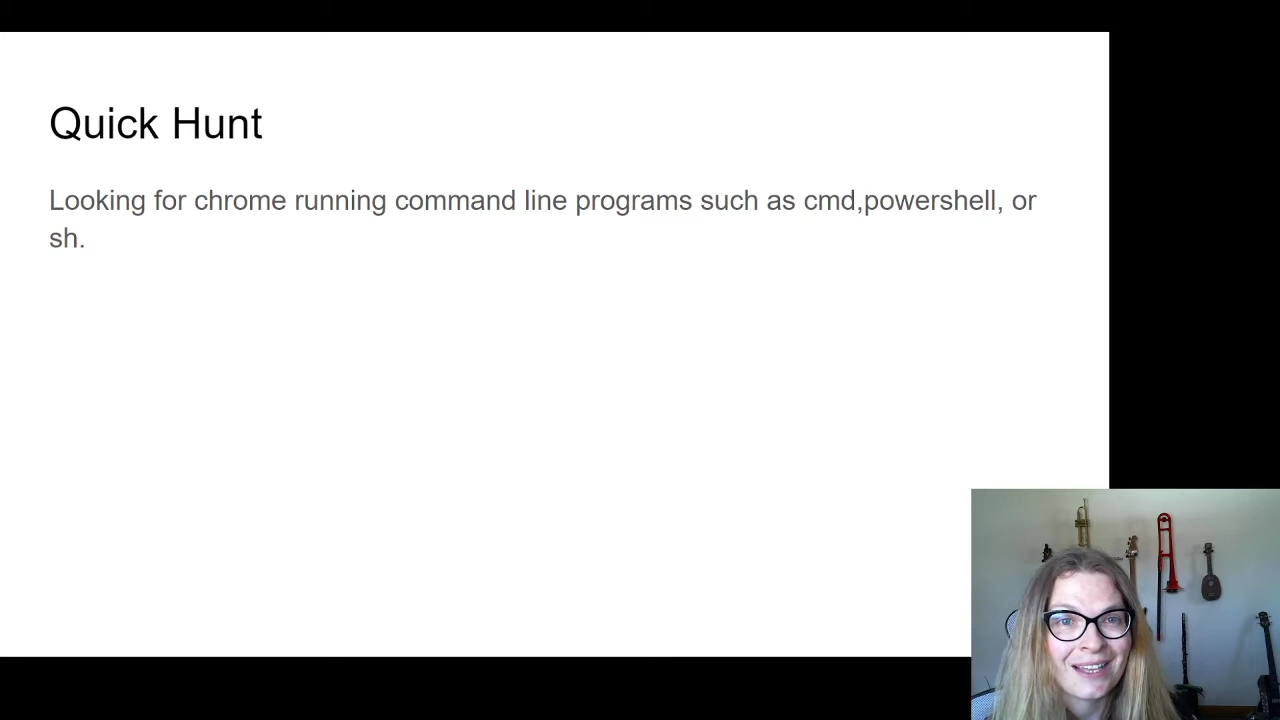 Quick Hunt
Looking for chrome running command line programs such as cmd,powershell, or
sh.